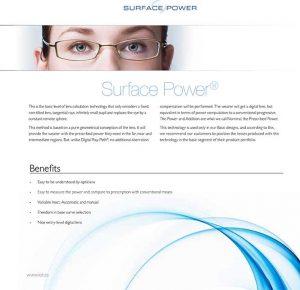 SURFACE POWER
Surface Power®
This is the basic level of lens calculation technology that only considers a fixed,
non tilted lens, targeted eye, infinitely small pupil and replaces the eye by a
constant remote sphere.
This method is based on a pure geometrical conception of the lens. It will
provide the wearer with the prescribed power they need in the far, near and
intermediate regions. But unlike Digital Ray-Path®, no additional aberration
compensation will be performed. The wearer will get a digital lens, but
equivalent in terms of power computation to a conventional progressive.
The Power and Addition are what we call Nominal, the Prescribed Power.
This technology is used only in our Basic designs, and according to this,
we recommend our customers to position the lenses produced with this
technology in the basic segment of their product portfolio.
Benefits
• Easy to be understood by opticians
• Easy to measure the power and compare to prescription with conventional means
• Variable Inset: Automatic and manual
• Freedom in base curve selection
• Nice entry-level digital lens